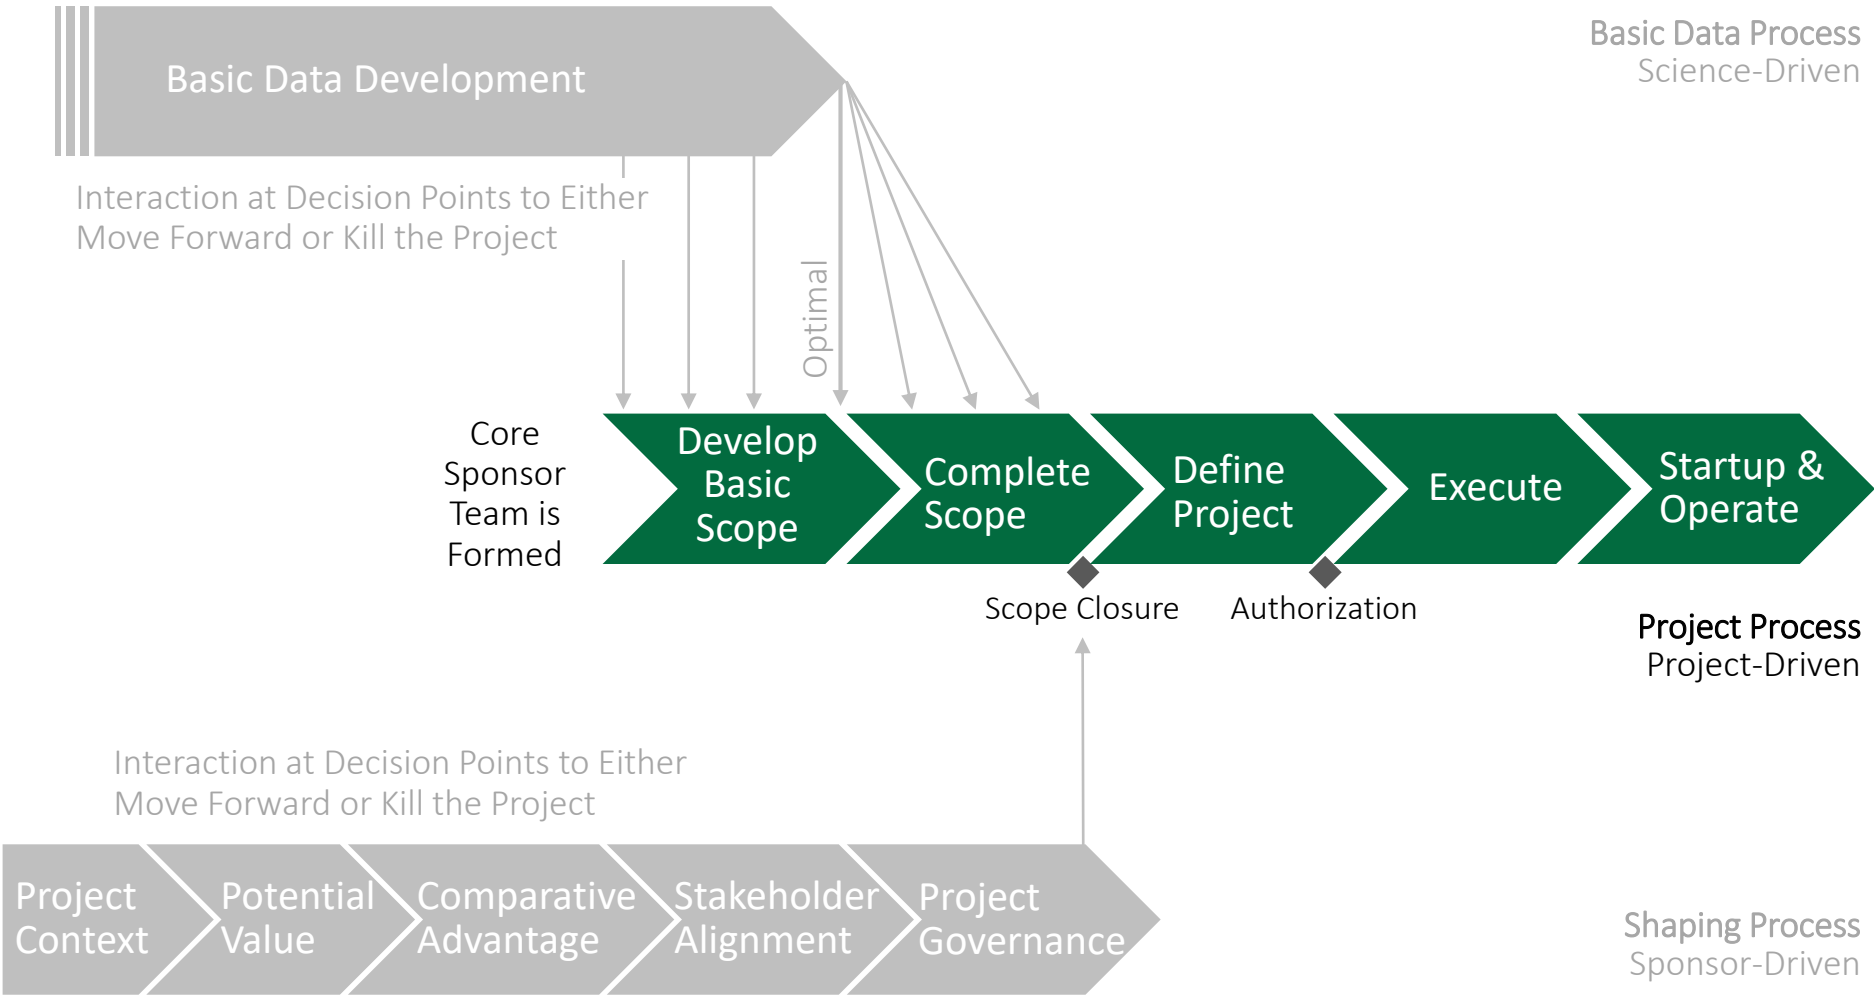 Basic Data Process
Science-Driven
Basic Data Development
Interaction at Decision Points to Either
Move Forward or Kill the Project
Optimal
Core
Sponsor
Team is
Formed
Develop
Basic
Scope
Complete
Scope
Define
Project
Execute
Startup &
Operate
Scope Closure
Authorization
Project Process
Project-Driven
Interaction at Decision Points to Either
Move Forward or Kill the Project
Project
Context
Potential
Value
Comparative
Advantage
Stakeholder
Alignment
Project
Governance
Shaping Process
Sponsor-Driven